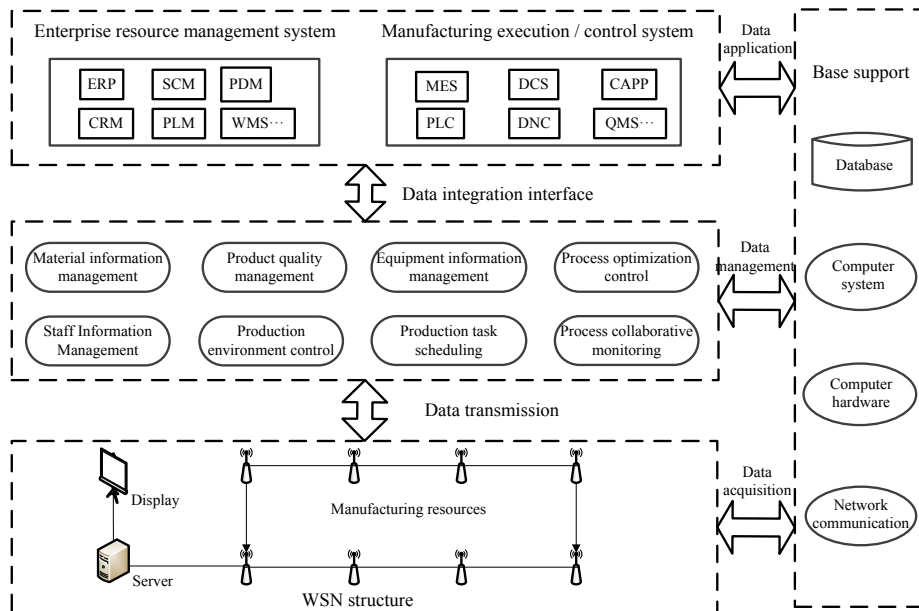 Enterprise resource management system
Manufacturing execution / control system
ERP
SCM
PDM
CRM
PLM
WMS···
MES
DCS
CAPP
PLC
DNC
QMS···
Data
application
Base support
Database
Data integration interface
Material information
management
Product quality
management
Equipment information
management
Process optimization
control
Staff Information
Management
Production
environment control
Production task
scheduling
Process collaborative
monitoring
Data
management
Computer
system
Computer
hardware
Data transmission
Display
Manufacturing resources
Server
WSN structure
Data
acquisition
Network
communication